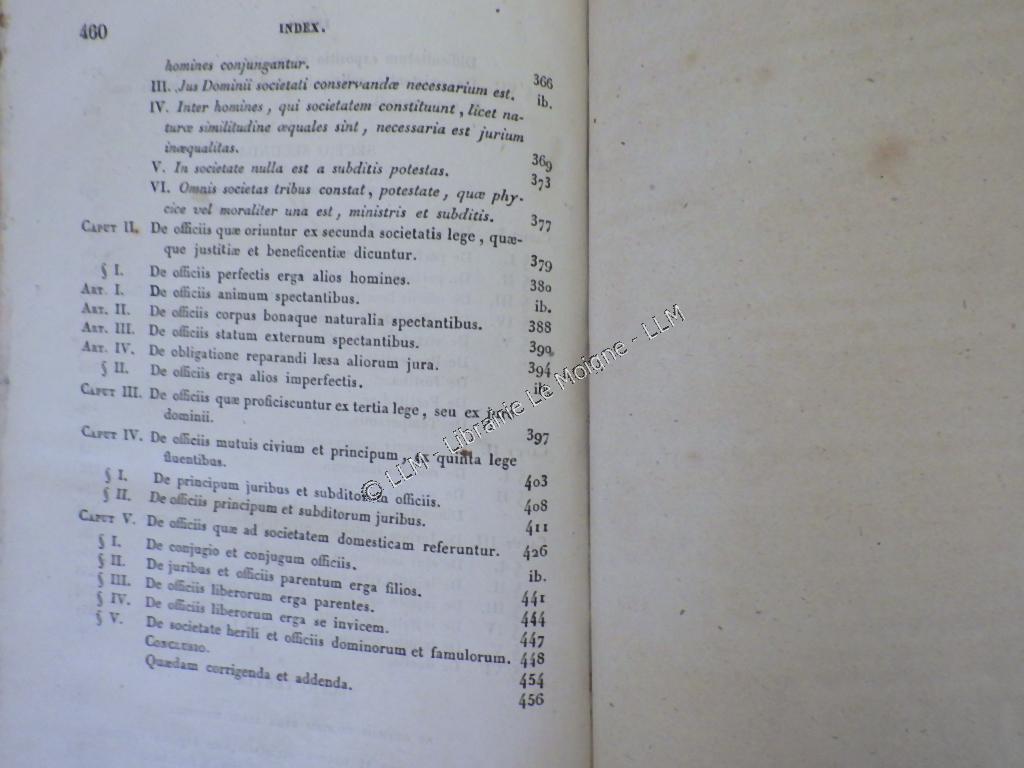 460 INDEX.
homines conjungantur. 366
III. Jus Dominii societati conservandæ necessarium est. ib.
IV. Inter homines, qui societatem constituunt, licet na-
turæ similitudine æquales sint, necessaria est jurium
inæqualitas. 369
V. In societate nulla est a subditis potestas. 373
VI. Omnis societas tribus constat, potestate, quæ phy-
cice vel moraliter una est, ministris et subditis. 377
CAPUT II. De officiis quæ oriuntur ex secunda societatis lege, quæ-
que justitiæ et beneficentiæ dicuntur. 379
§ I. De officiis perfectis erga alios homines. 380
ART. I. De officiis animum spectantibus. ib.
ART. II. De officiis corpus bonaque naturalia spectantibus. 388
ART. III. De officiis statum externum spectantibus. 390
ART. IV. De obligatione reparandi læsa aliorum jura. 394
§ II. De officiis erga alios imperfectis. ib.
CAPUT III. De officiis quæ proficiscuntur ex tertia lege, seu ex jure
dominii. 397
CAPUT IV. De officiis mutuis civium et principum, ex quinta lege
fluentibus. 403
§ I. De principum juribus et subditorum officiis. 408
§ II. De officiis principum et subditorum juribus. 411
CAPUT V. De officiis quæ ad societatem domesticam referuntur. 426
§ I. De conjugio et conjugum officiis. ib.
§ II. De juribus et officiis parentum erga filios. 441
§ III. De officiis liberorum erga parentes. 444
§ IV. De officiis liberorum erga se invicem. 447
§ V. De societate herili et officiis dominorum et famulorum. 448
CONCLUSIO. 454
Quædam corrigenda et addenda. 456
© LLM - Librairie Le Moigne - LLM